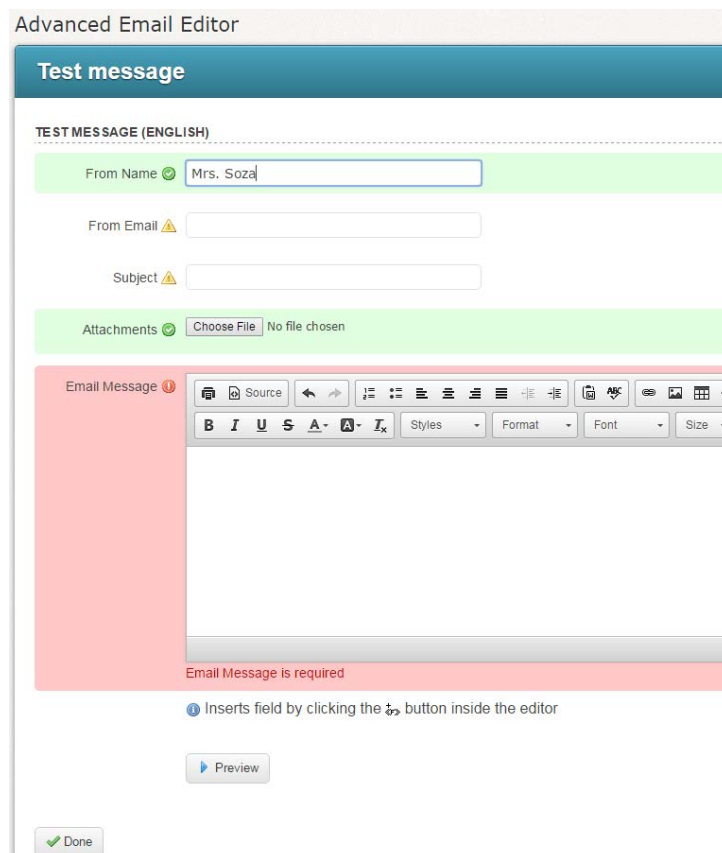 Advanced Email Editor
Test message
TEST MESSAGE (ENGLISH)
From Name Mrs. Soza
From Email
Subject
Attachments Choose File No file chosen
Email Message
Source
B I U S A A Ix Styles Format Font Size
Email Message is required
Inserts field by clicking the button inside the editor
Preview
Done